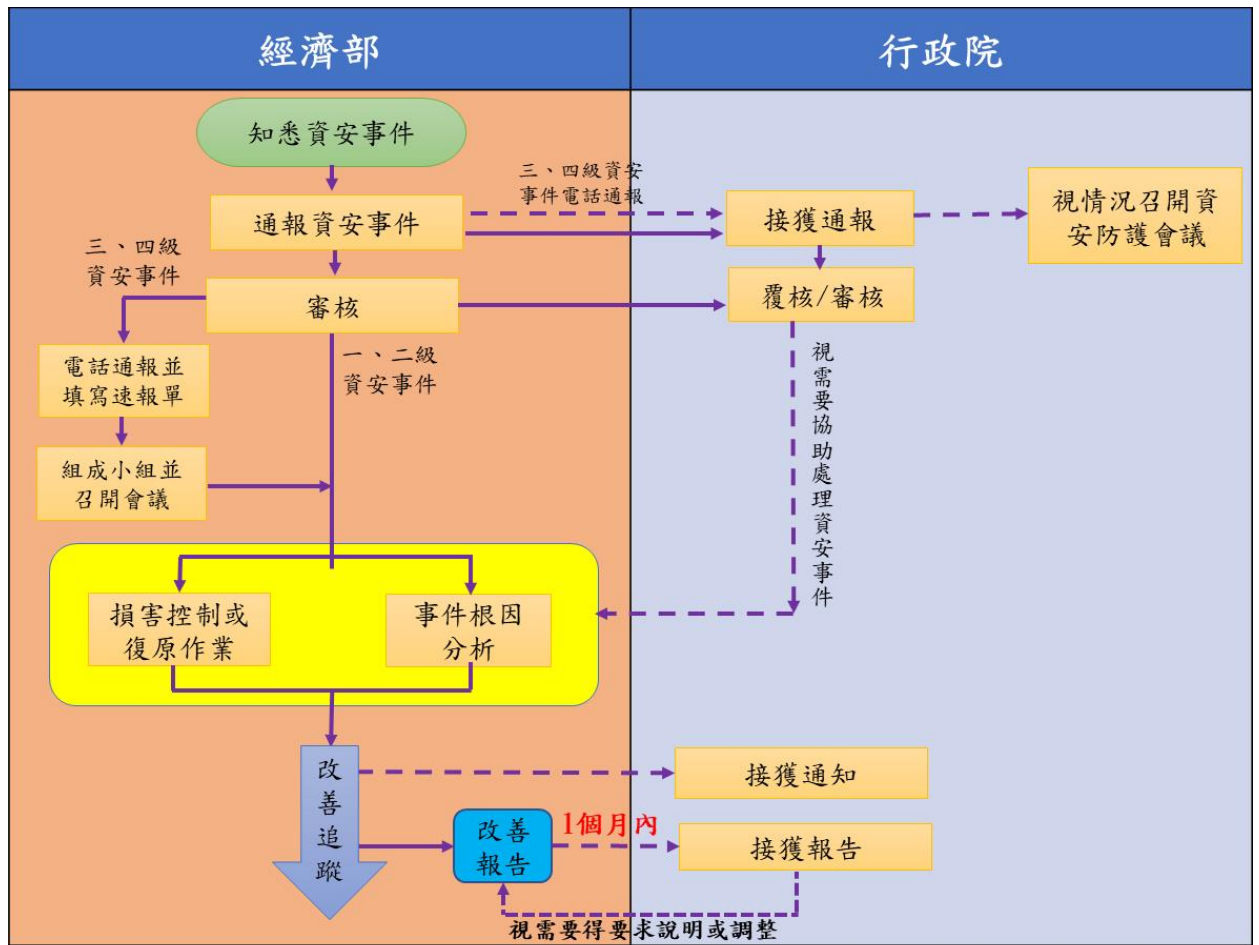 經濟部
行政院
知悉資安事件
三、四級資安
事件電話通報
通報資安事件
接獲通報
視情況召開資
安防護會議
三、四級
資安事件
審核
覆核/審核
電話通報並
填寫速報單
一、二級
資安事件
視需要協助處理資安事件
組成小組並
召開會議
損害控制或
復原作業
事件根因
分析
改善追蹤
接獲通知
改善
報告
1個月內
接獲報告
視需要得要求說明或調整